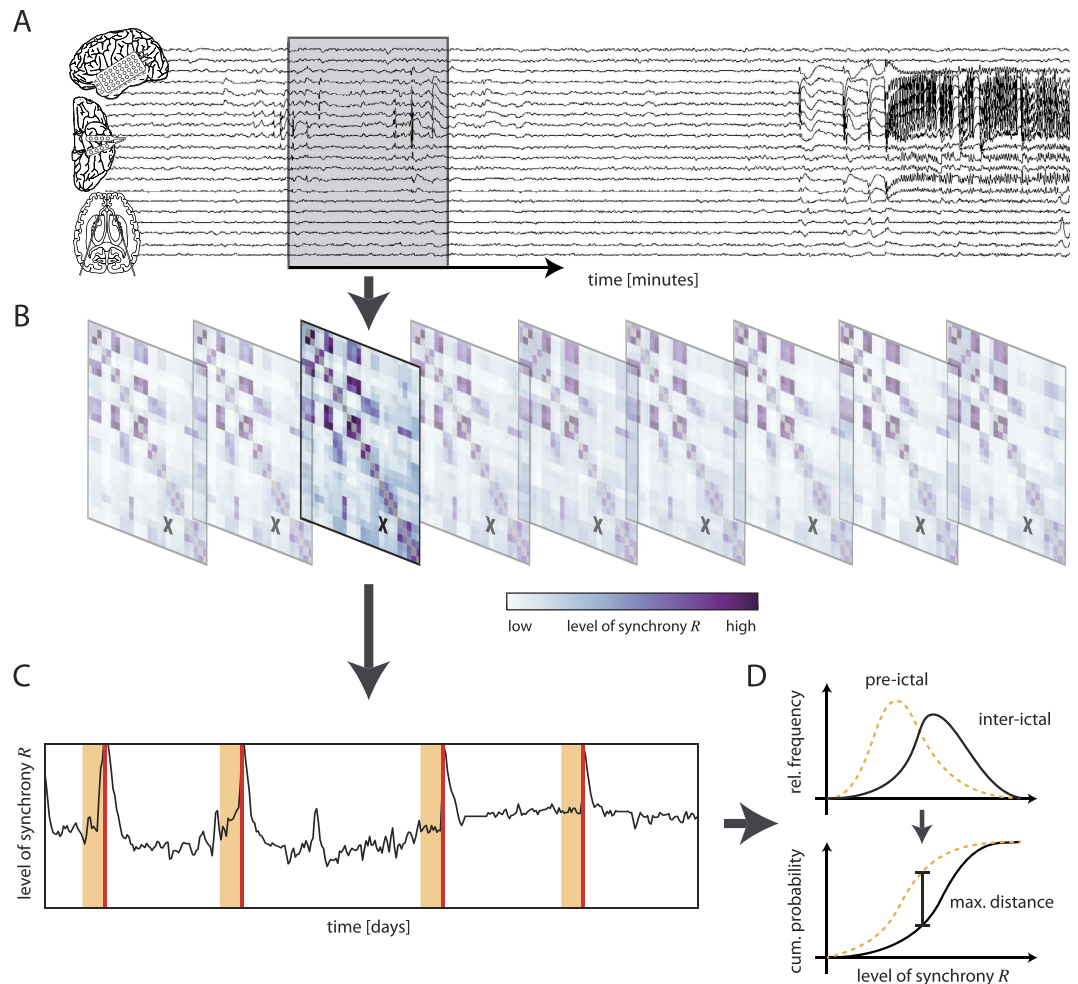 A
time [minutes]
B
X
X
X
X
X
X
X
X
X
low
level of synchrony R
high
C
level of synchrony R
time [days]
D
pre-ictal
inter-ictal
rel. frequency
cum. probability
max. distance
level of synchrony R